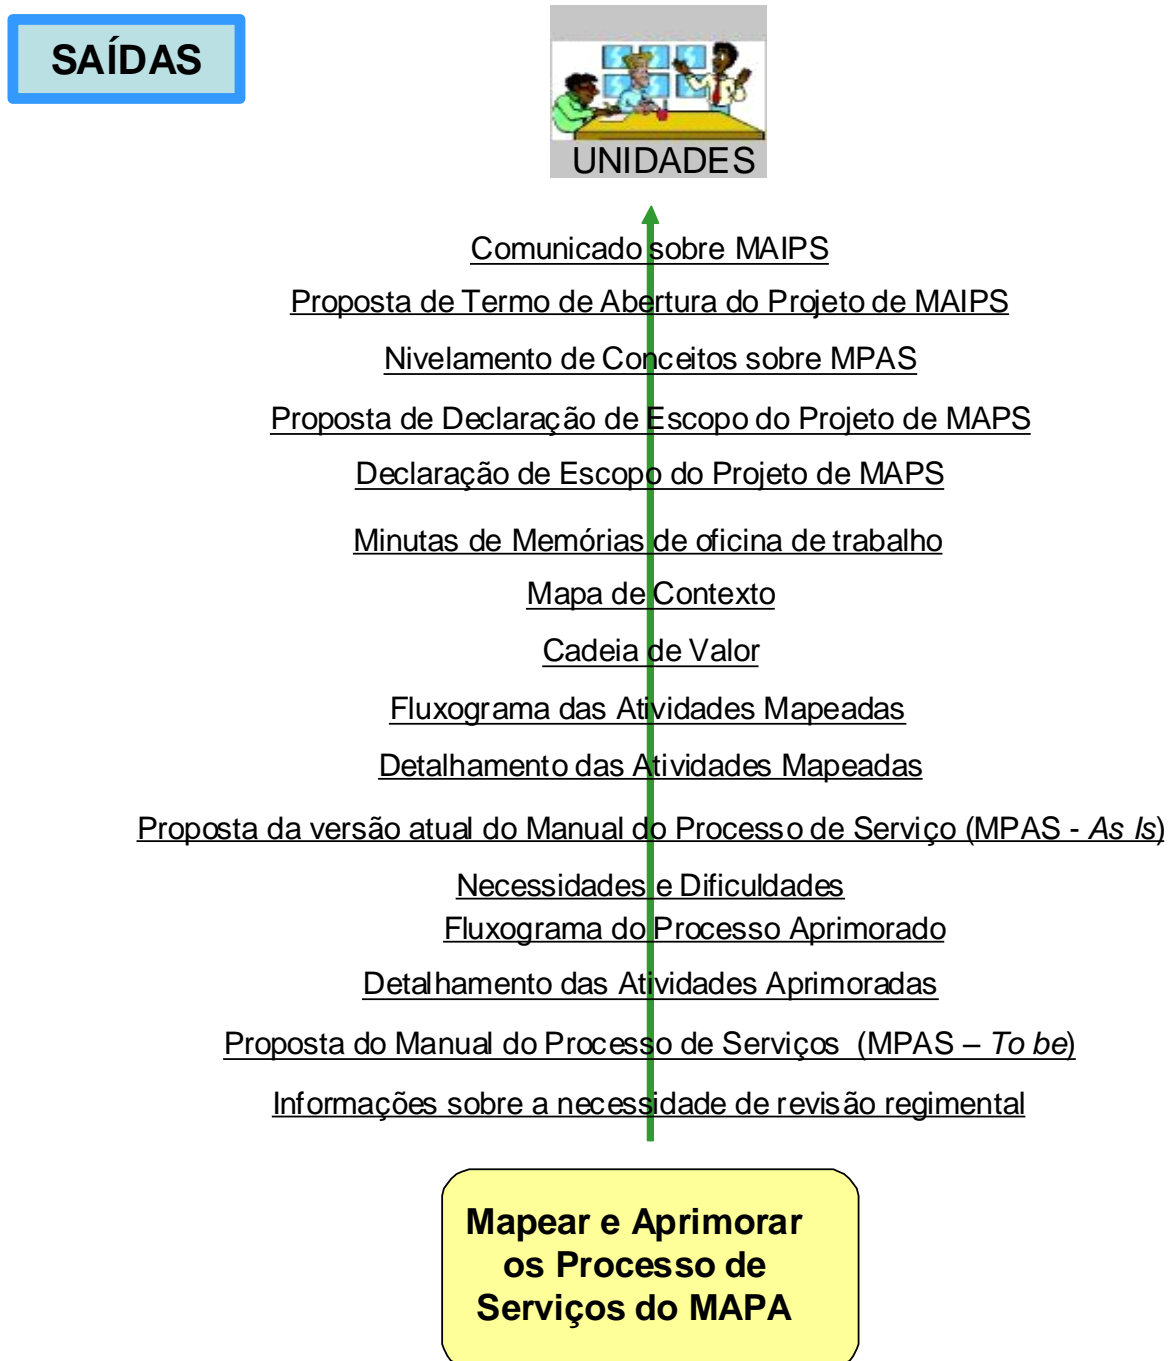 SAÍDAS
UNIDADES
Comunicado sobre MAIPS
Proposta de Termo de Abertura do Projeto de MAIPS
Nivelamento de Conceitos sobre MPAS
Proposta de Declaração de Escopo do Projeto de MAPS
Declaração de Escopo do Projeto de MAPS
Minutas de Memórias de oficina de trabalho
Mapa de Contexto
Cadeia de Valor
Fluxograma das Atividades Mapeadas
Detalhamento das Atividades Mapeadas
Proposta da versão atual do Manual do Processo de Serviço (MPAS - As Is)
Necessidades e Dificuldades
Fluxograma do Processo Aprimorado
Detalhamento das Atividades Aprimoradas
Proposta do Manual do Processo de Serviços (MPAS – To be)
Informações sobre a necessidade de revisão regimental
Mapear e Aprimorar
os Processo de
Serviços do MAPA